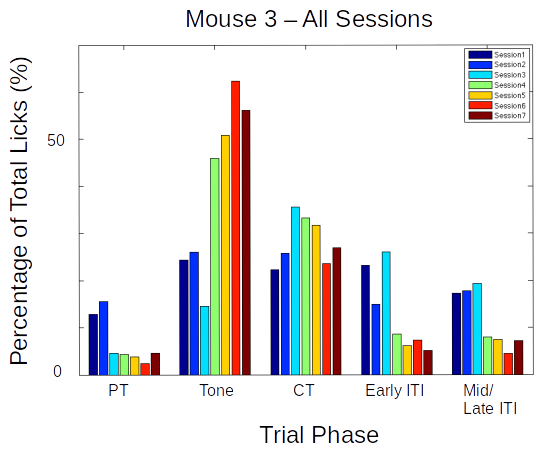 Mouse 3 – All Sessions
Percentage of Total Licks (%)
50
0
Session1
Session2
Session3
Session4
Session5
Session6
Session7
PT
Tone
CT
Early ITI
Mid/
Late ITI
Trial Phase